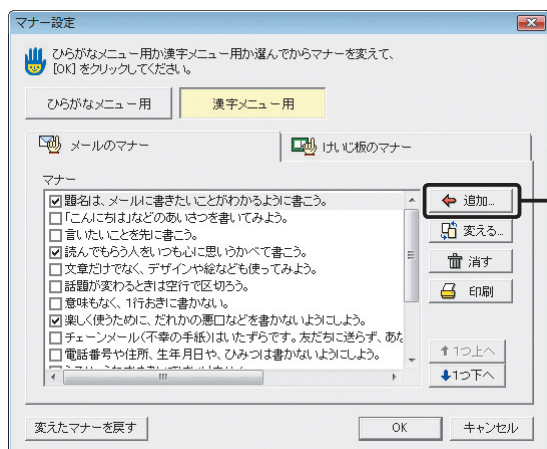 マナー設定
ひらがなメニュー用か漢字メニュー用か選んでからマナーを変えて、
[OK] をクリックしてください。
ひらがなメニュー用
漢字メニュー用
メールのマナー
けいじ板のマナー
マナー
題名は、メールに書きたいことがわかるように書こう。
「こんにちは」などのあいさつを書いてみよう。
言いたいことを先に書こう。
読んでもらう人をいつも心に思いうかべて書こう。
文章だけでなく、デザインや絵なども使ってみよう。
話題が変わるときは空行で区切ろう。
意味もなく、1行おきに書かない。
楽しく使うために、だれかの悪口などを書かないようにしよう。
チェーンメール(不幸の手紙)はいたずらです。友だちに送らず、あな
電話番号や住所、生年月日や、ひみつは書かないようにしよう。
追加...
変える...
消す
印刷
1つ上へ
1つ下へ
変えたマナーを戻す
OK
キャンセル